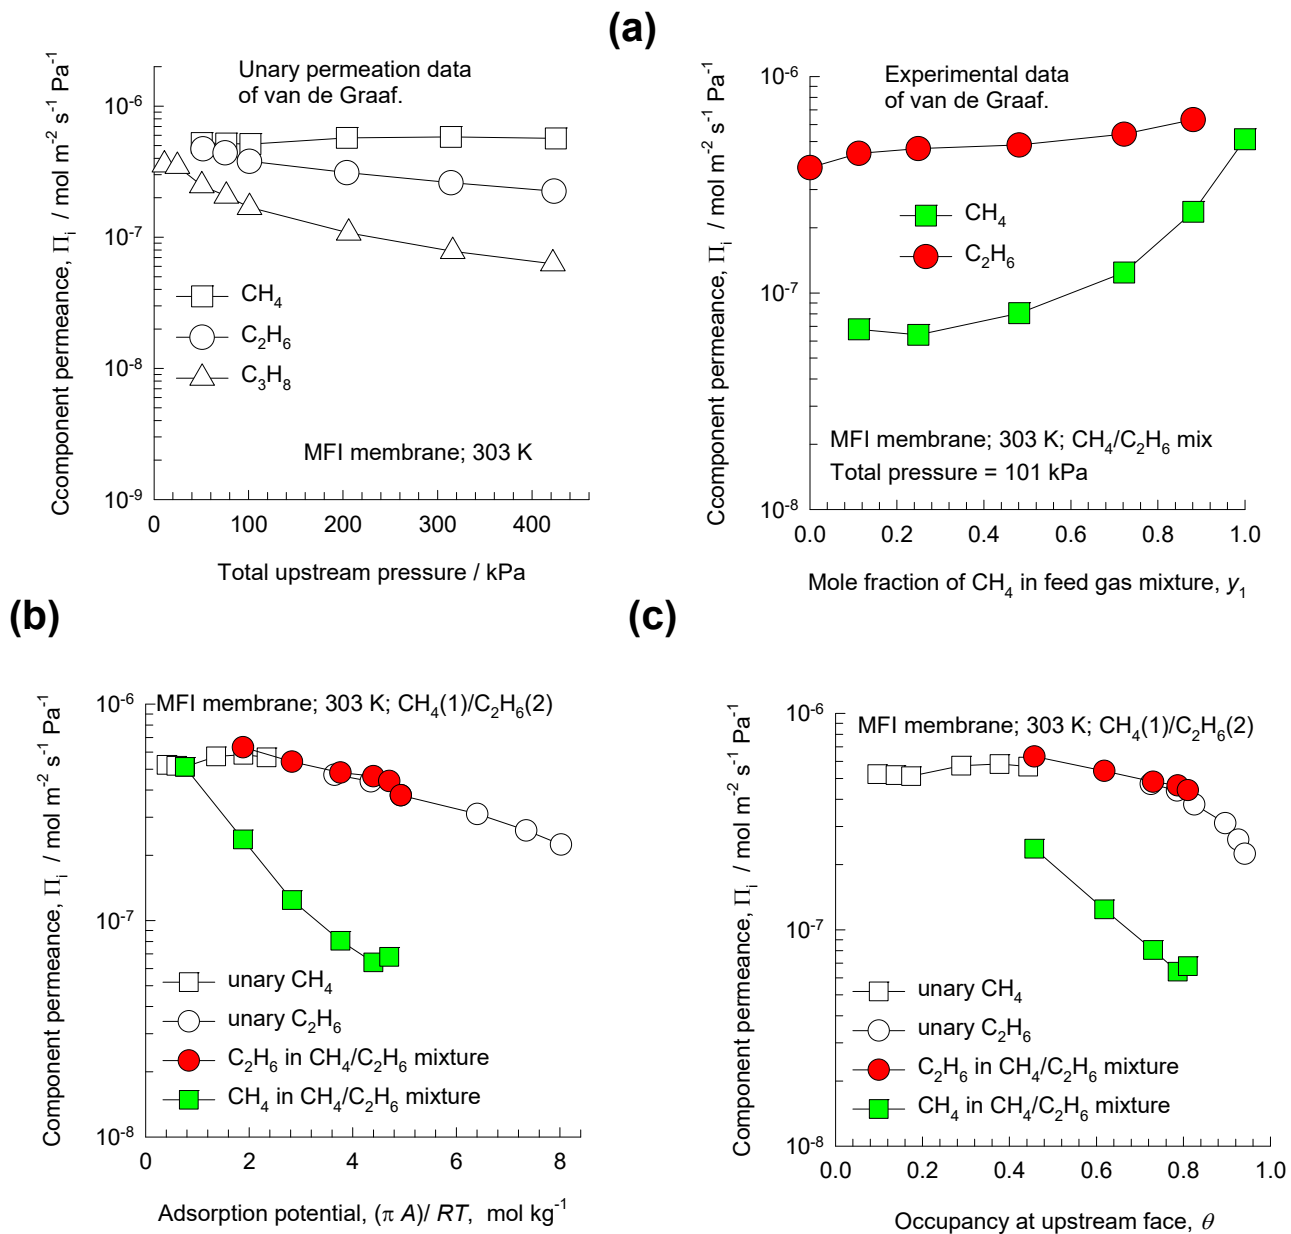 (a)
Unary permeation data
of van de Graaf.
Ccomponent permeance, Πi / mol m-2 s-1 Pa-1
10-6
10-7
10-8
10-9
CH4
C2H6
C3H8
MFI membrane; 303 K
0 100 200 300 400
Total upstream pressure / kPa
Experimental data
of van de Graaf.
Ccomponent permeance, Πi / mol m-2 s-1 Pa-1
10-6
10-7
10-8
CH4
C2H6
MFI membrane; 303 K; CH4/C2H6 mix
Total pressure = 101 kPa
0.0 0.2 0.4 0.6 0.8 1.0
Mole fraction of CH4 in feed gas mixture, y1
(b)
MFI membrane; 303 K; CH4(1)/C2H6(2)
Component permeance, Πi / mol m-2 s-1 Pa-1
10-6
10-7
10-8
unary CH4
unary C2H6
C2H6 in CH4/C2H6 mixture
CH4 in CH4/C2H6 mixture
0 2 4 6 8
Adsorption potential, (π A)/ RT, mol kg-1
(c)
MFI membrane; 303 K; CH4(1)/C2H6(2)
Component permeance, Πi / mol m-2 s-1 Pa-1
10-6
10-7
10-8
unary CH4
unary C2H6
C2H6 in CH4/C2H6 mixture
CH4 in CH4/C2H6 mixture
0.0 0.2 0.4 0.6 0.8 1.0
Occupancy at upstream face, θ